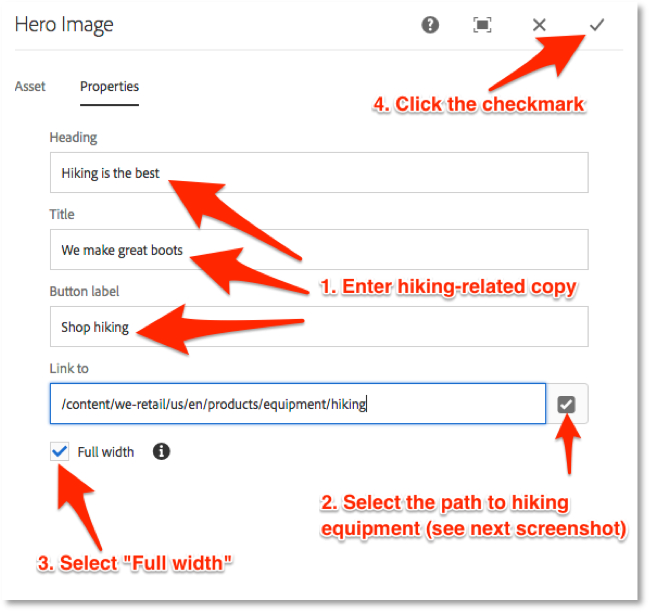 Hero Image
4. Click the checkmark
Asset Properties
Heading
Hiking is the best
Title
We make great boots
1. Enter hiking-related copy
Button label
Shop hiking
Link to
/content/we-retail/us/en/products/equipment/hiking
Full width
2. Select the path to hiking
equipment (see next screenshot)
3. Select "Full width"